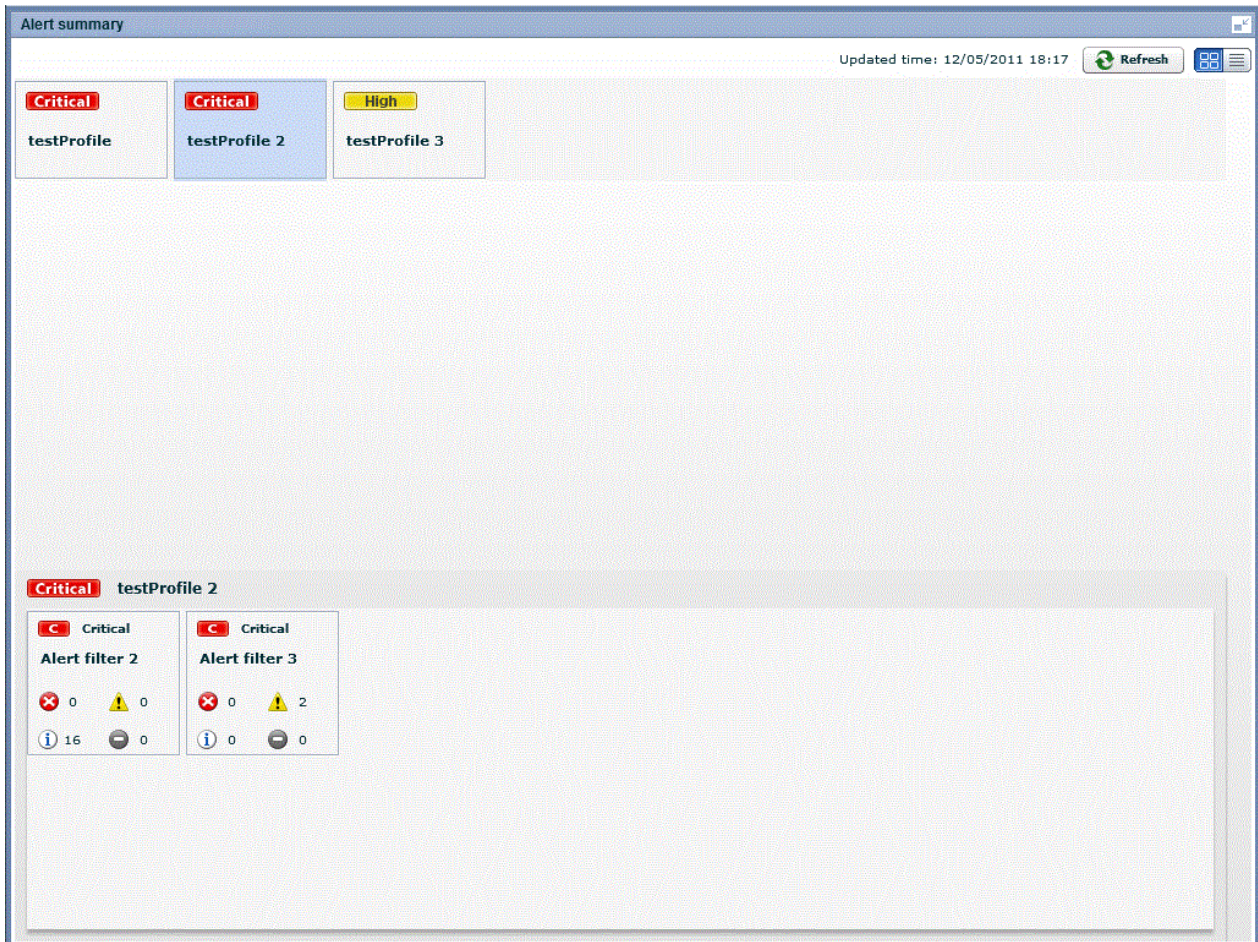 Alert summary
Updated time: 12/05/2011 18:17 Refresh
Critical Critical High
testProfile testProfile 2 testProfile 3
Critical testProfile 2
C Critical C Critical
Alert filter 2 Alert filter 3
0 0 0 2
i 16 0 i 0 0